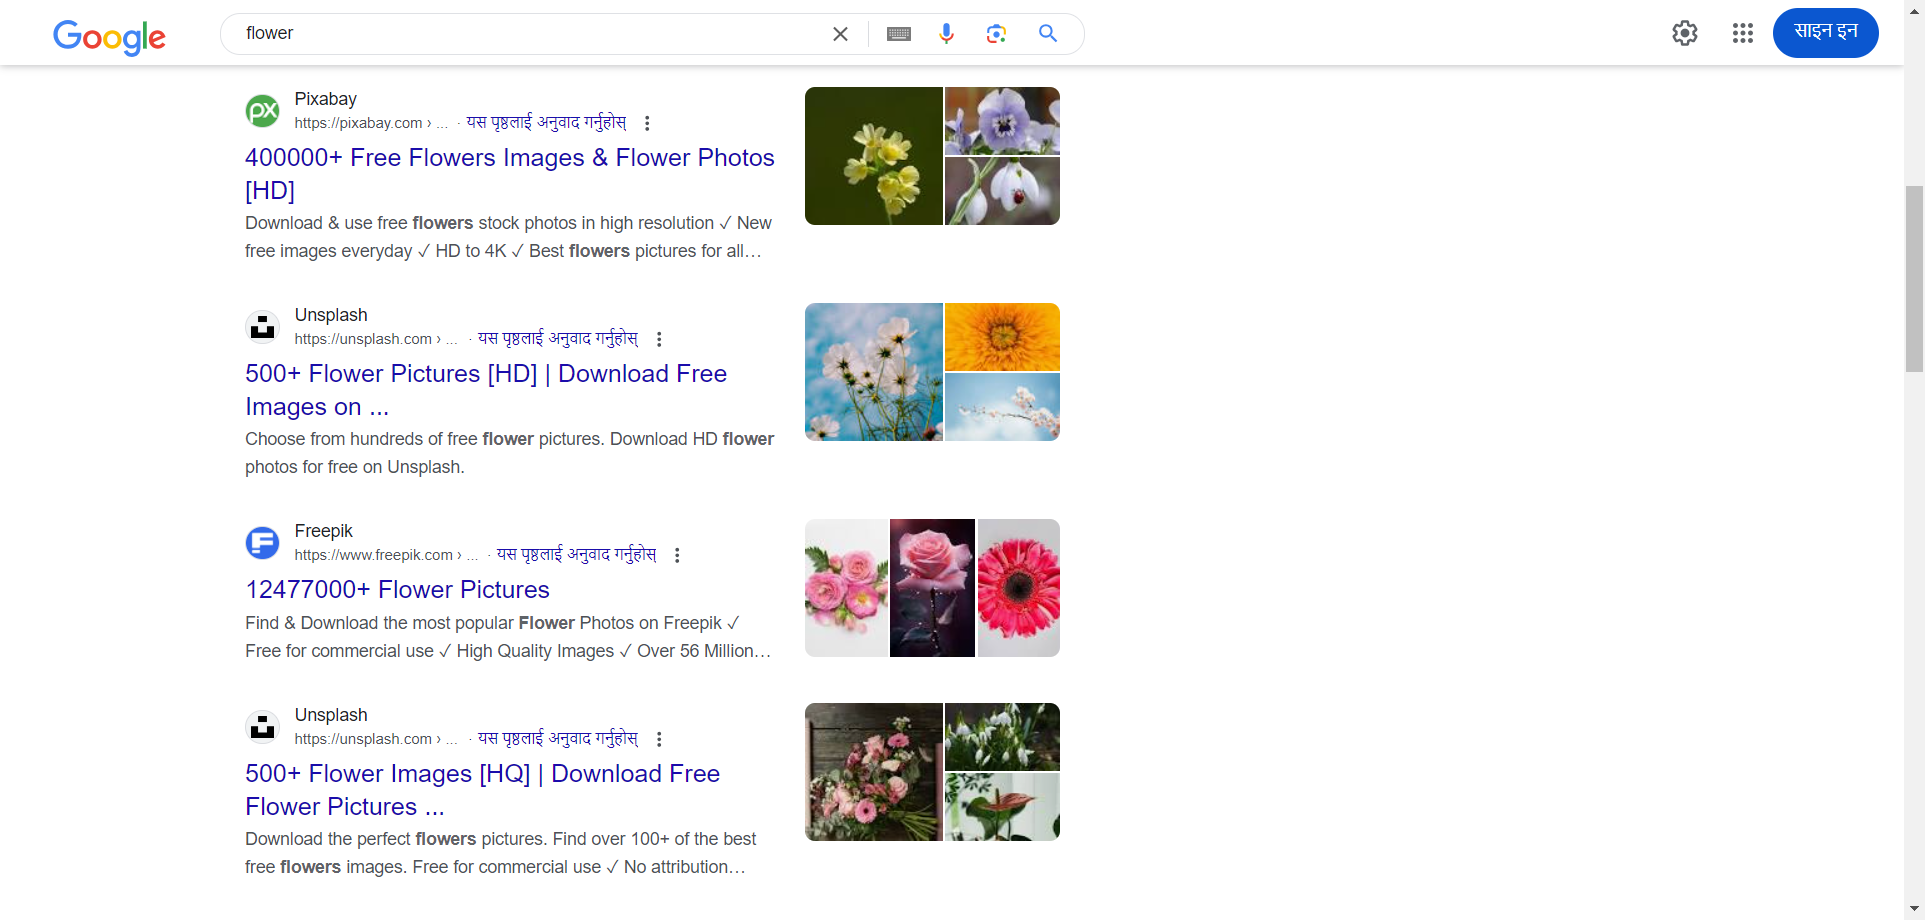 Google
flower
साइन इन
Pixabay
https://pixabay.com › ... · यस पृष्ठलाई अनुवाद गर्नुहोस्
400000+ Free Flowers Images & Flower Photos
[HD]
Download & use free flowers stock photos in high resolution ✓ New
free images everyday ✓ HD to 4K ✓ Best flowers pictures for all…
Unsplash
https://unsplash.com › ... · यस पृष्ठलाई अनुवाद गर्नुहोस्
500+ Flower Pictures [HD] | Download Free
Images on ...
Choose from hundreds of free flower pictures. Download HD flower
photos for free on Unsplash.
Freepik
https://www.freepik.com › ... · यस पृष्ठलाई अनुवाद गर्नुहोस्
12477000+ Flower Pictures
Find & Download the most popular Flower Photos on Freepik ✓
Free for commercial use ✓ High Quality Images ✓ Over 56 Million…
Unsplash
https://unsplash.com › ... · यस पृष्ठलाई अनुवाद गर्नुहोस्
500+ Flower Images [HQ] | Download Free
Flower Pictures ...
Download the perfect flowers pictures. Find over 100+ of the best
free flowers images. Free for commercial use ✓ No attribution…